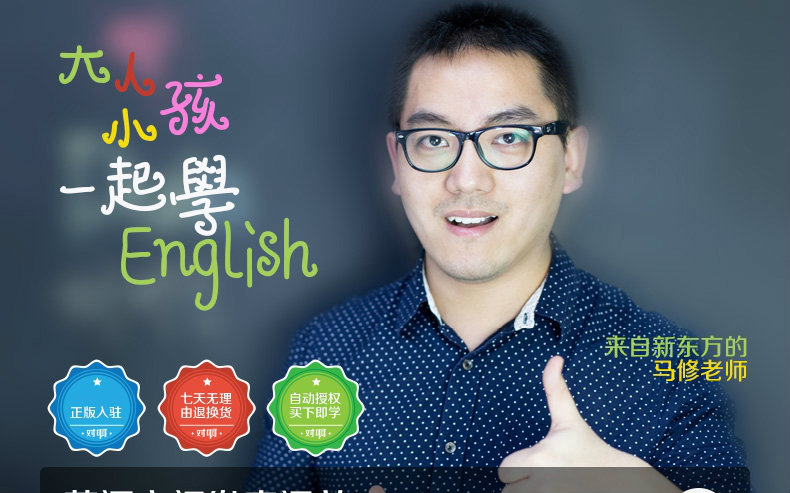 大人
小孩
一起學
English
来自新东方的
马修老师
正版入驻
·对啊·
七天无理
由退换货
·对啊·
自动授权
买下即学
·对啊·